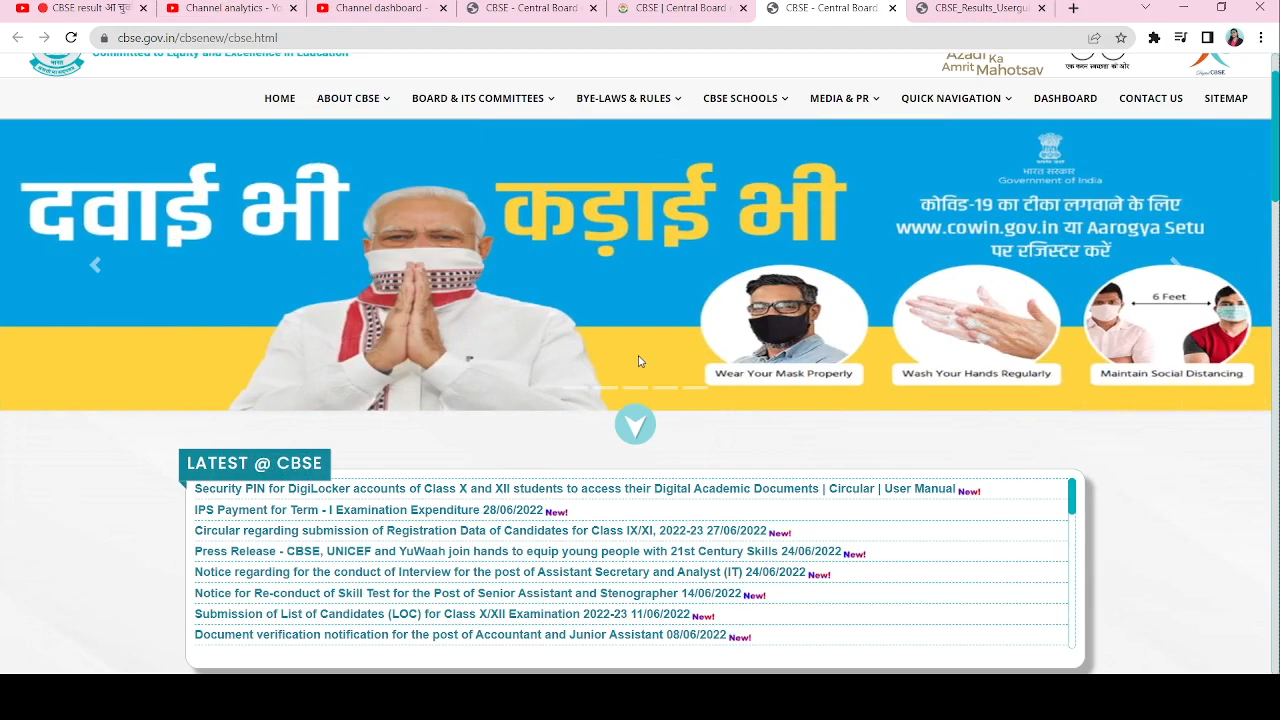 CBSE result आ चुका
Channel analytics - Yo
Channel dashboard -
CBSE - Central Board
CBSE | Central Board
CBSE - Central Board
CBSE_Results_Usergui
cbse.gov.in/cbsenew/cbse.html
Committed to Equity and Excellence in Education
Azadi Ka
Amrit Mahotsav
एक कदम स्वच्छता की ओर
CBSE
HOME ABOUT CBSE BOARD & ITS COMMITTEES BYE-LAWS & RULES CBSE SCHOOLS MEDIA & PR QUICK NAVIGATION DASHBOARD CONTACT US SITEMAP
दवाई भी कड़ाई भी
भारत सरकार
Government of India
कोविड-19 का टीका लगवाने के लिए
www.cowin.gov.in या Aarogya Setu
पर रजिस्टर करें
6 Feet
Wear Your Mask Properly
Wash Your Hands Regularly
Maintain Social Distancing
LATEST @ CBSE
Security PIN for DigiLocker accounts of Class X and XII students to access their Digital Academic Documents | Circular | User Manual New!
IPS Payment for Term - I Examination Expenditure 28/06/2022 New!
Circular regarding submission of Registration Data of Candidates for Class IX/XI, 2022-23 27/06/2022 New!
Press Release - CBSE, UNICEF and YuWaah join hands to equip young people with 21st Century Skills 24/06/2022 New!
Notice regarding for the conduct of Interview for the post of Assistant Secretary and Analyst (IT) 24/06/2022 New!
Notice for Re-conduct of Skill Test for the Post of Senior Assistant and Stenographer 14/06/2022 New!
Submission of List of Candidates (LOC) for Class X/XII Examination 2022-23 11/06/2022 New!
Document verification notification for the post of Accountant and Junior Assistant 08/06/2022 New!